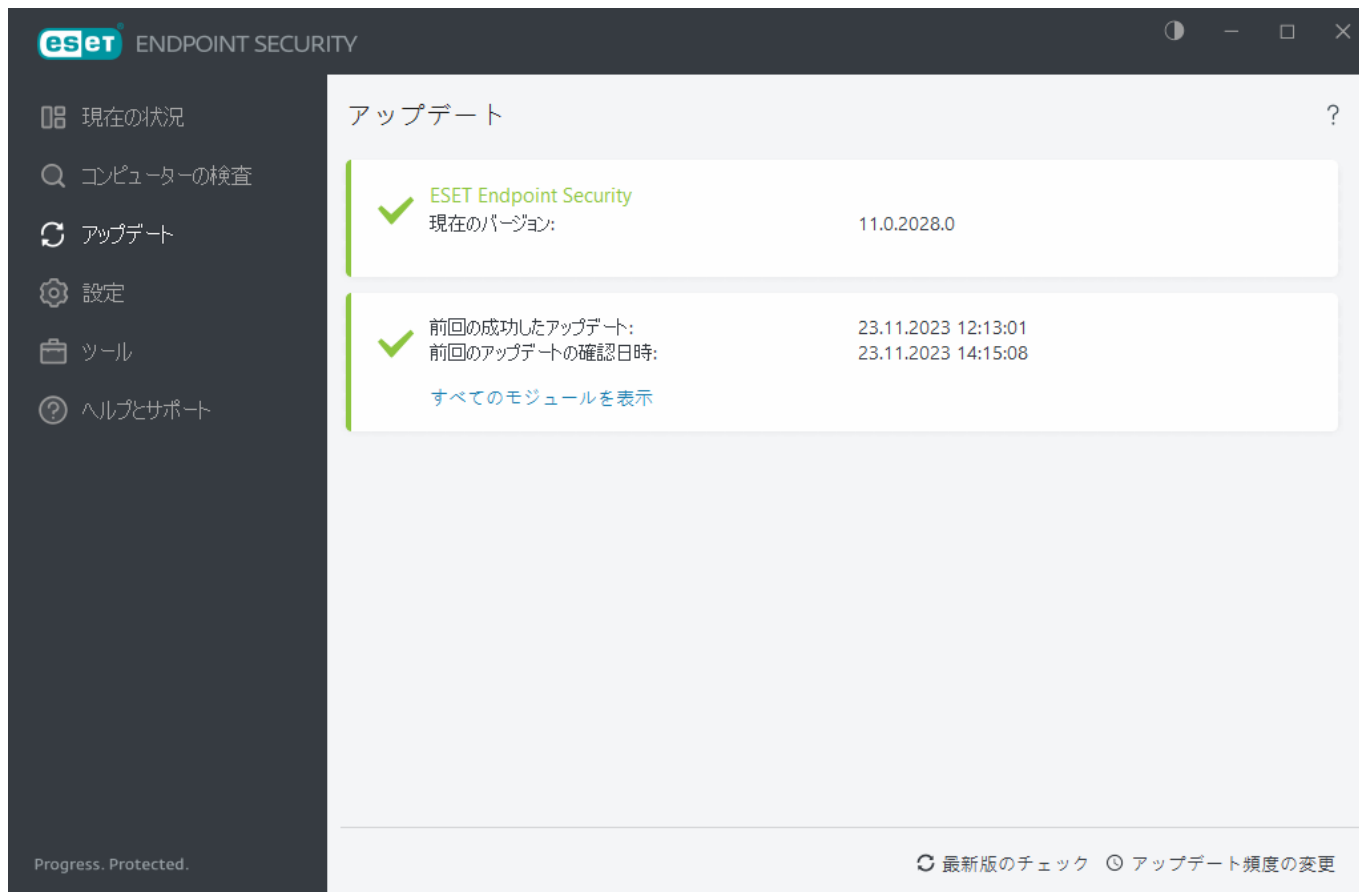 eset ENDPOINT SECURITY
現在の状況
コンピューターの検査
アップデート
設定
ツール
ヘルプとサポート
Progress. Protected.
アップデート
?
ESET Endpoint Security
現在のバージョン: 11.0.2028.0
前回の成功したアップデート: 23.11.2023 12:13:01
前回のアップデートの確認日時: 23.11.2023 14:15:08
すべてのモジュールを表示
最新版のチェック アップデート頻度の変更